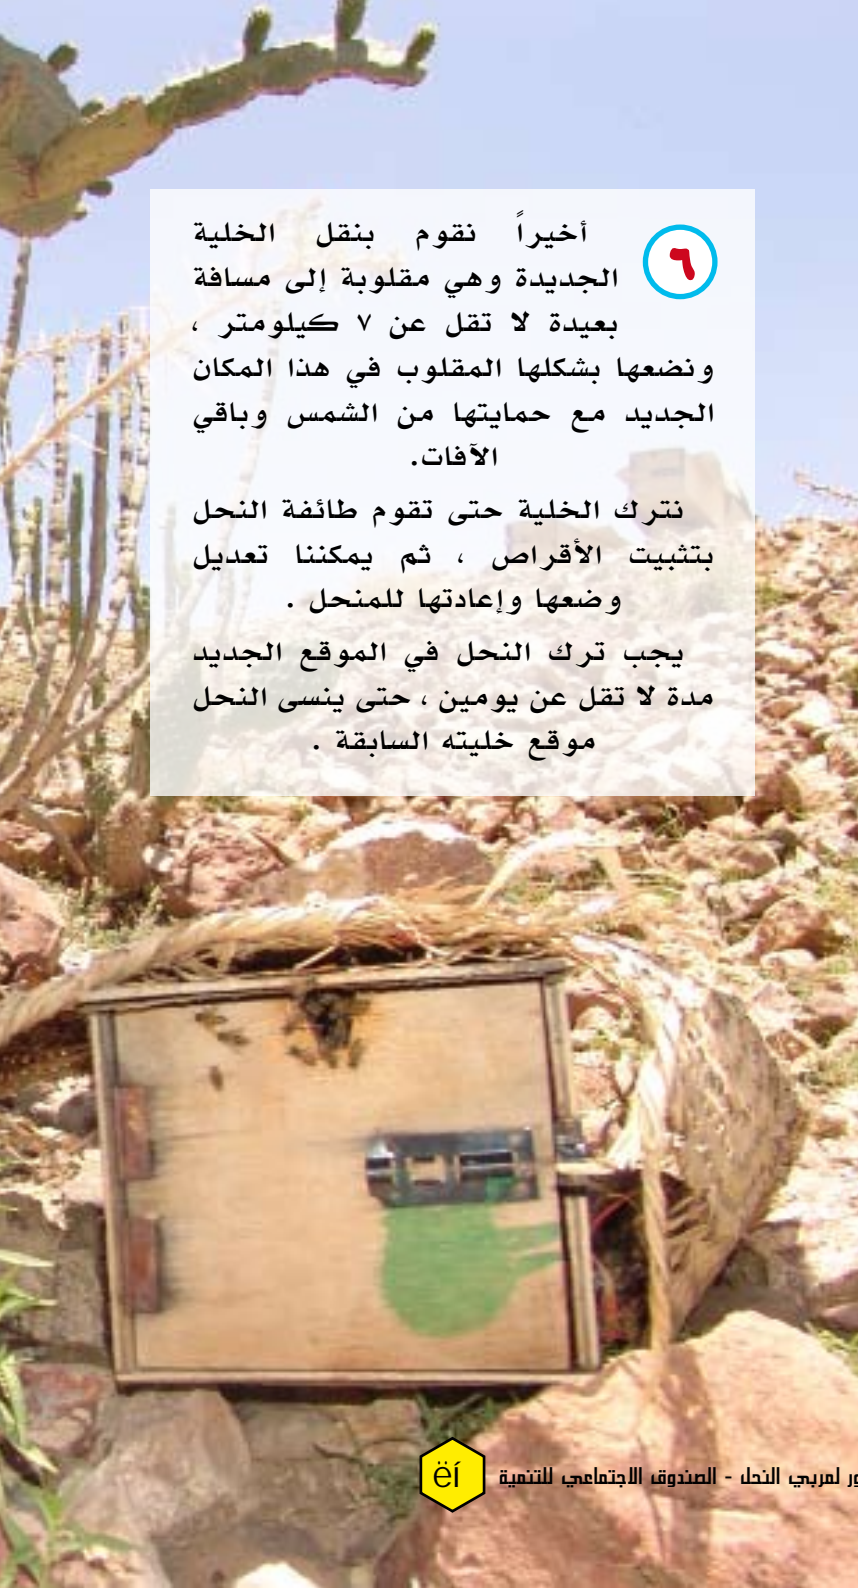 ٦
أخيراً نقوم بنقل الخلية
الجديدة وهي مقلوبة إلى مسافة
بعيدة لا تقل عن ٧ كيلومتر ،
ونضعها بشكلها المقلوب في هذا المكان
الجديد مع حمايتها من الشمس وباقي
الآفات.
نترك الخلية حتى تقوم طائفة النحل
بتثبيت الأقراص ، ثم يمكننا تعديل
وضعها وإعادتها للمنحل .
يجب ترك النحل في الموقع الجديد
مدة لا تقل عن يومين ، حتى ينسى النحل
موقع خليته السابقة .
لمربي النحل - الصندوق الاجتماعي للتنمية
ëí